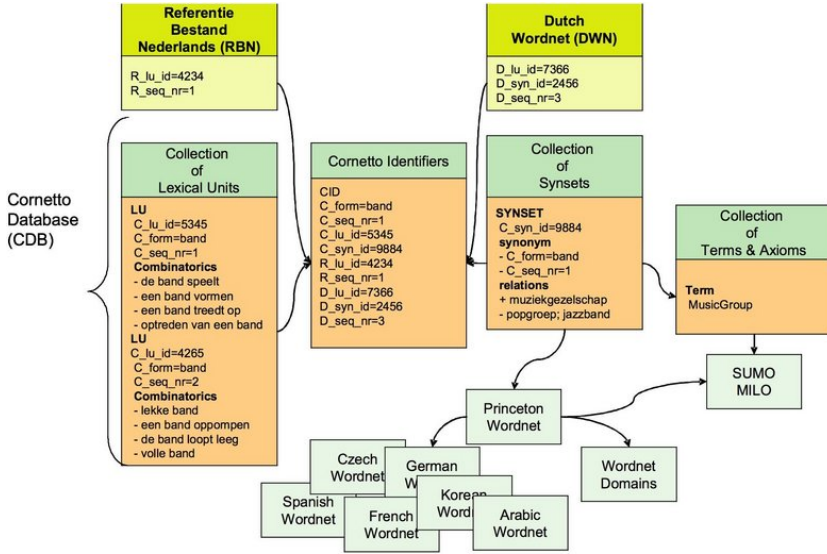 Referentie
Bestand
Nederlands (RBN)
R_lu_id=4234
R_seq_nr=1
Dutch
Wordnet (DWN)
D_lu_id=7366
D_syn_id=2456
D_seq_nr=3
Cornetto
Database
(CDB)
Collection
of
Lexical Units
LU
C_lu_id=5345
C_form=band
C_seq_nr=1
Combinatorics
- de band speelt
- een band vormen
- een band treedt op
- optreden van een band
LU
C_lu_id=4265
C_form=band
C_seq_nr=2
Combinatorics
- lekke band
- een band oppompen
- de band loopt leeg
- volle band
Cornetto Identifiers
CID
C_form=band
C_seq_nr=1
C_lu_id=5345
C_syn_id=9884
R_lu_id=4234
R_seq_nr=1
D_lu_id=7366
D_syn_id=2456
D_seq_nr=3
Collection
of
Synsets
SYNSET
C_syn_id=9884
synonym
- C_form=band
- C_seq_nr=1
relations
+ muziekgezelschap
- popgroep; jazzband
Collection
of
Terms & Axioms
Term
MusicGroup
SUMO
MILO
Princeton
Wordnet
Wordnet
Domains
Czech
Wordnet
German
Spanish
Wordnet
French
Wordnet
Korean
Arabic
Wordnet